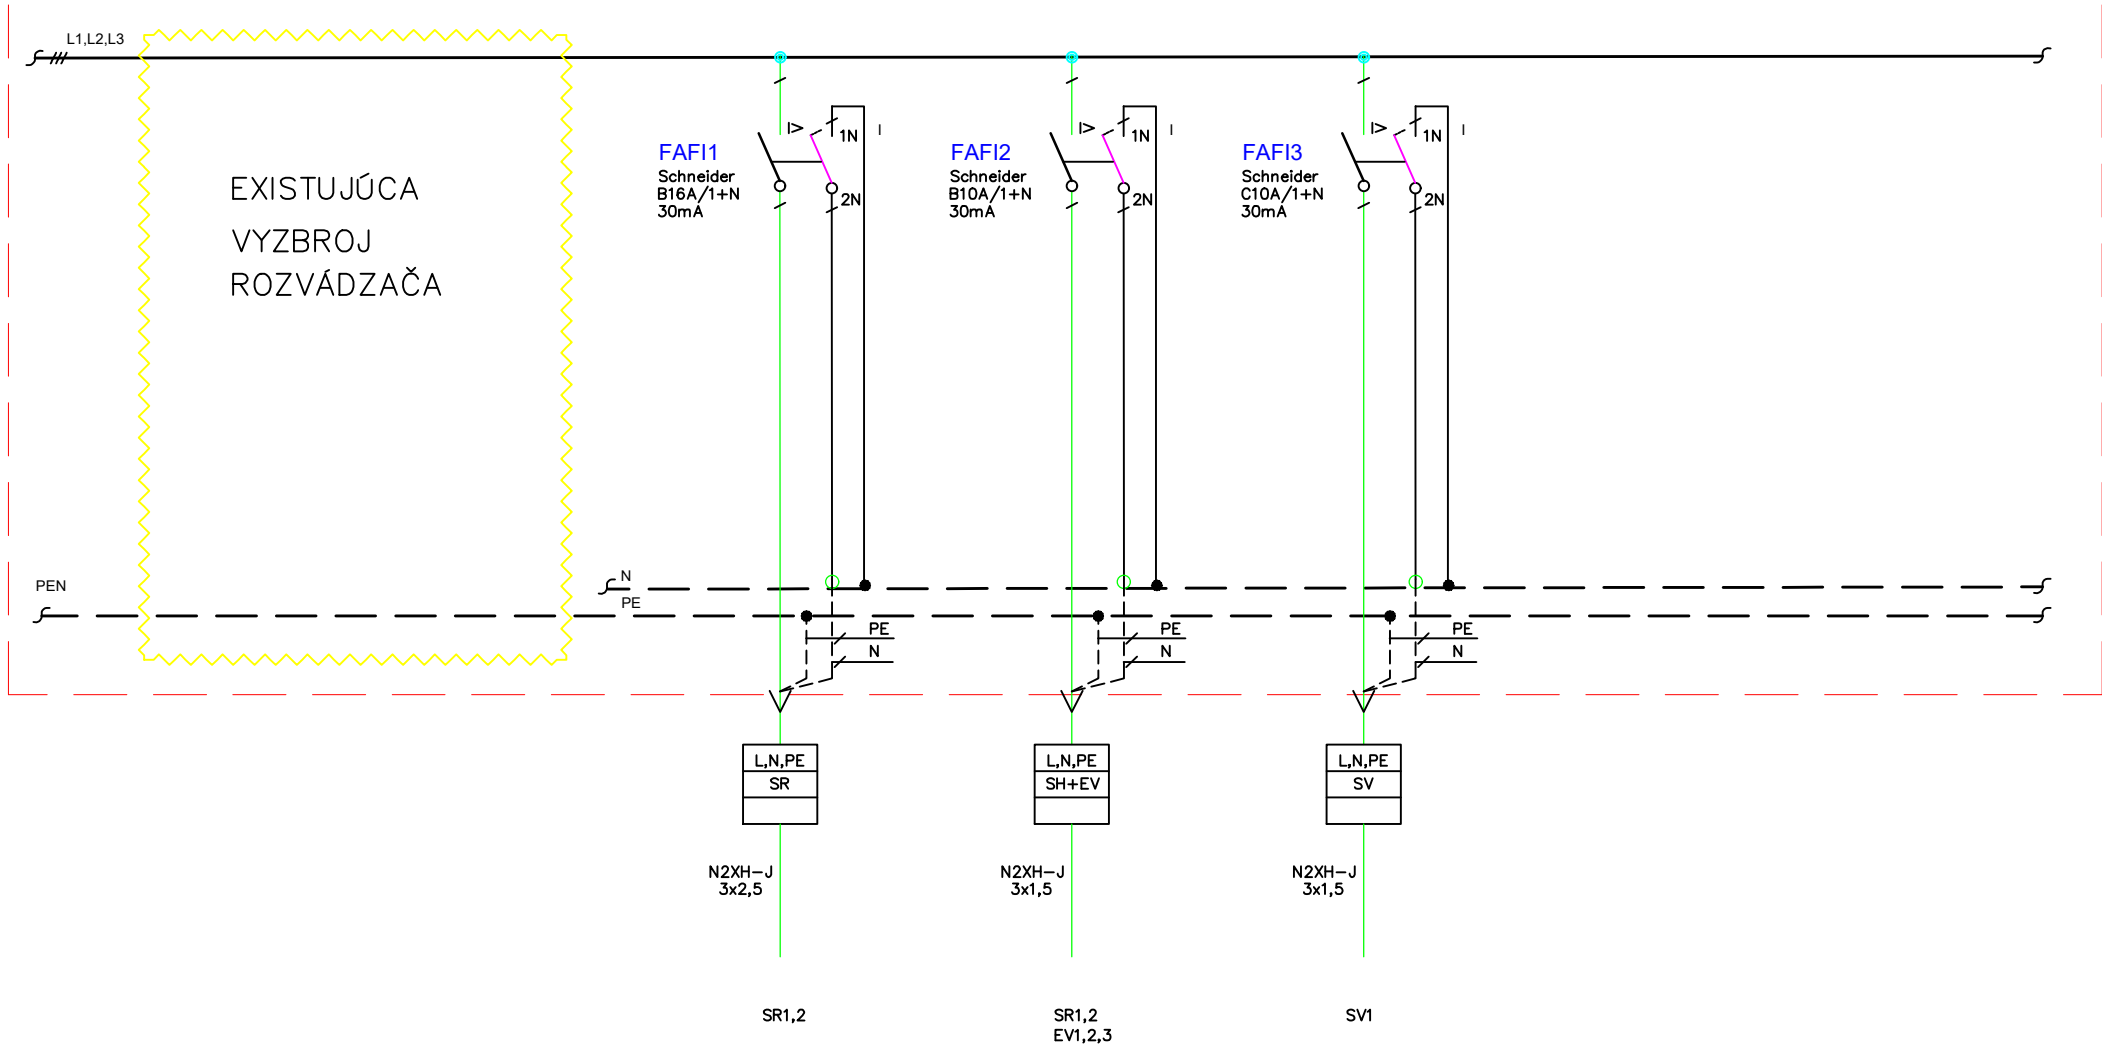 L1,L2,L3
EXISTUJÚCA
VYZBROJ
ROZVÁDZAČA
FAFI1
Schneider
B16A/1+N
30mA
I>
1N
I
2N
FAFI2
Schneider
B10A/1+N
30mA
I>
1N
I
2N
FAFI3
Schneider
C10A/1+N
30mA
I>
1N
I
2N
PEN
N
PE
PE
N
PE
N
PE
N
L,N,PE
SR
L,N,PE
SH+EV
L,N,PE
SV
N2XH-J
3x2,5
N2XH-J
3x1,5
N2XH-J
3x1,5
SR1,2
SR1,2
EV1,2,3
SV1